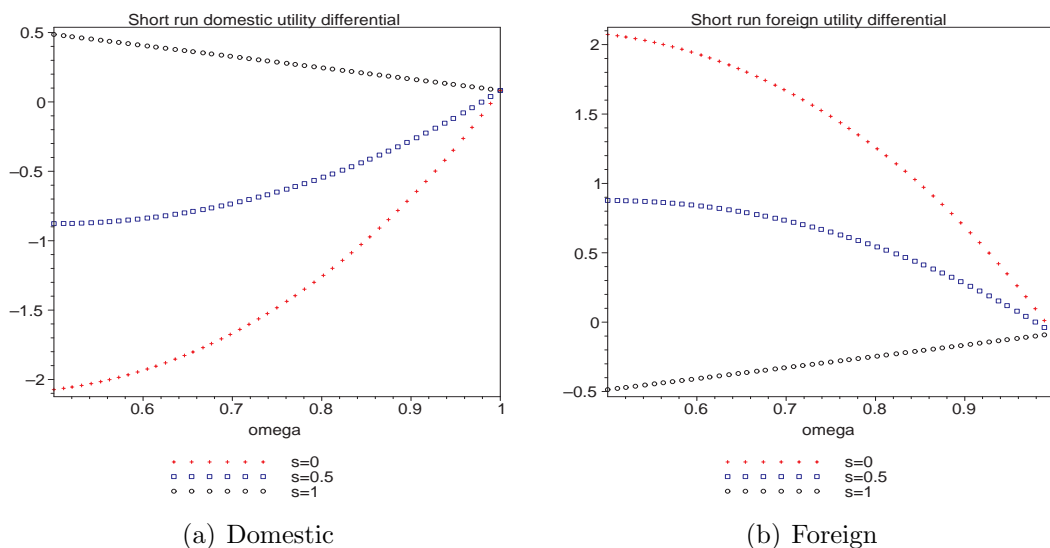 Short run domestic utility differential
0.5
0
−0.5
−1
−1.5
−2
0.6 0.7 0.8 0.9 1
omega
s=0
s=0.5
s=1
(a) Domestic
Short run foreign utility differential
2
1.5
1
0.5
0
−0.5
0.6 0.7 0.8 0.9
omega
s=0
s=0.5
s=1
(b) Foreign